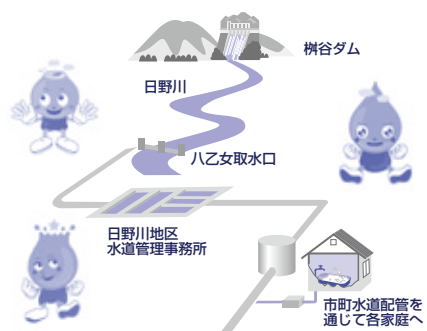 桝谷ダム
日野川
八乙女取水口
日野川地区
水道管理事務所
市町水道配管を
通じて各家庭へ